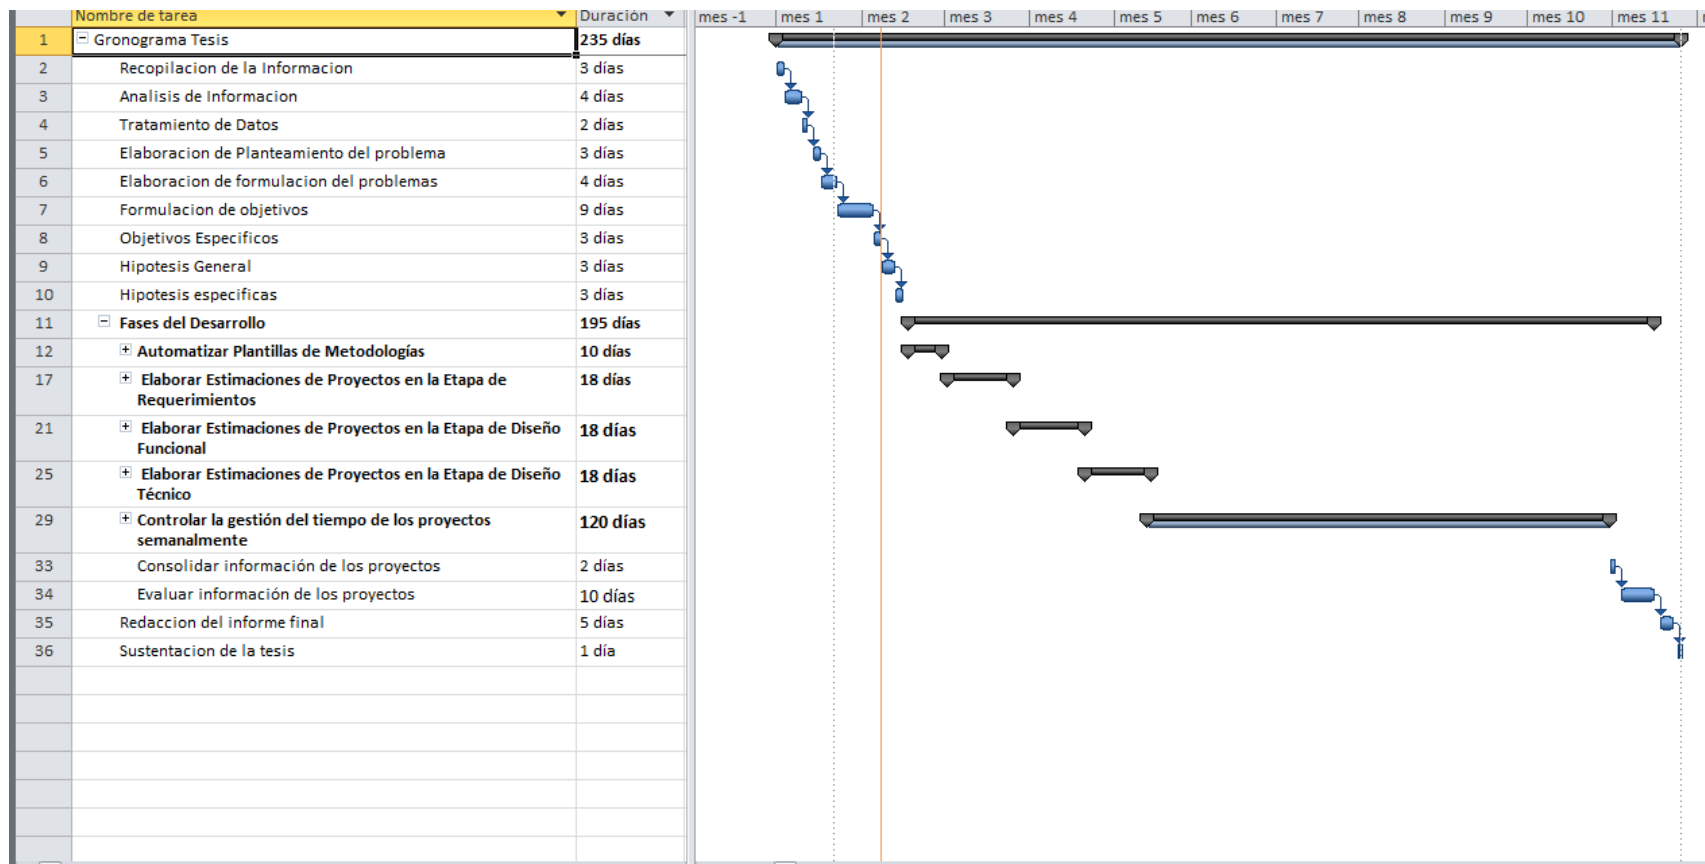 Nombre de tarea Duración mes -1 mes 1 mes 2 mes 3 mes 4 mes 5 mes 6 mes 7 mes 8 mes 9 mes 10 mes 11
1 Gronograma Tesis 235 días
2 Recopilacion de la Informacion 3 días
3 Analisis de Informacion 4 días
4 Tratamiento de Datos 2 días
5 Elaboracion de Planteamiento del problema 3 días
6 Elaboracion de formulacion del problemas 4 días
7 Formulacion de objetivos 9 días
8 Objetivos Especificos 3 días
9 Hipotesis General 3 días
10 Hipotesis especificas 3 días
11 Fases del Desarrollo 195 días
12 Automatizar Plantillas de Metodologías 10 días
17 Elaborar Estimaciones de Proyectos en la Etapa de 18 días
Requerimientos
21 Elaborar Estimaciones de Proyectos en la Etapa de Diseño 18 días
Funcional
25 Elaborar Estimaciones de Proyectos en la Etapa de Diseño 18 días
Técnico
29 Controlar la gestión del tiempo de los proyectos 120 días
semanalmente
33 Consolidar información de los proyectos 2 días
34 Evaluar información de los proyectos 10 días
35 Redaccion del informe final 5 días
36 Sustentacion de la tesis 1 día